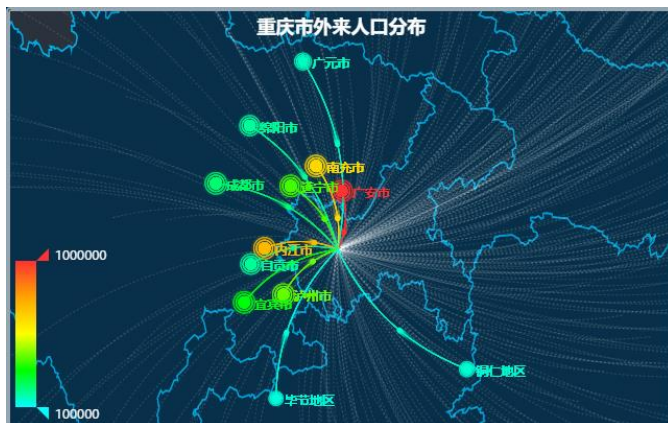 重庆市外来人口分布
广元市
绵阳市
南充市
成都市
遂宁市
广安市
内江市
自贡市
1000000
泸州市
宜宾市
铜仁地区
毕节地区
100000